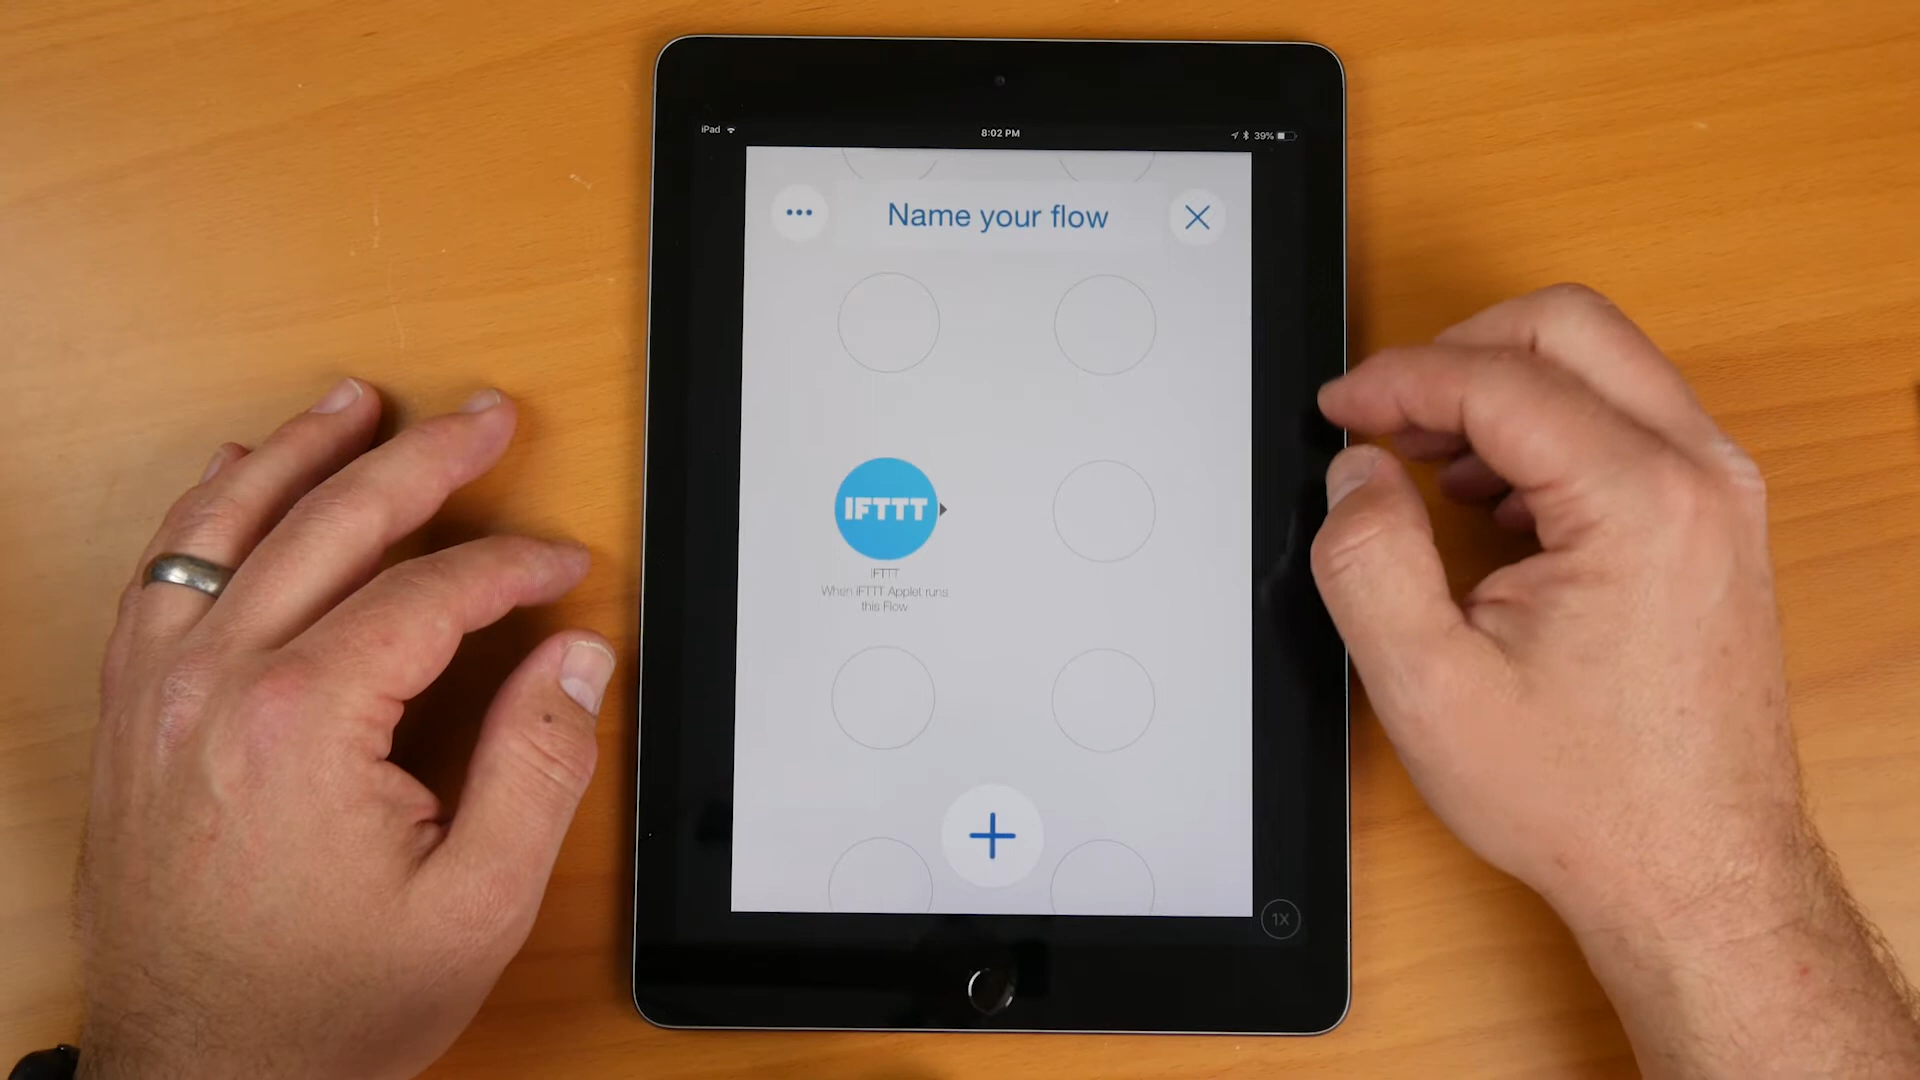 iPad
8:02 PM
39%
Name your flow
IFTTT
IFTTT
When IFTTT Applet runs
this Flow
1X